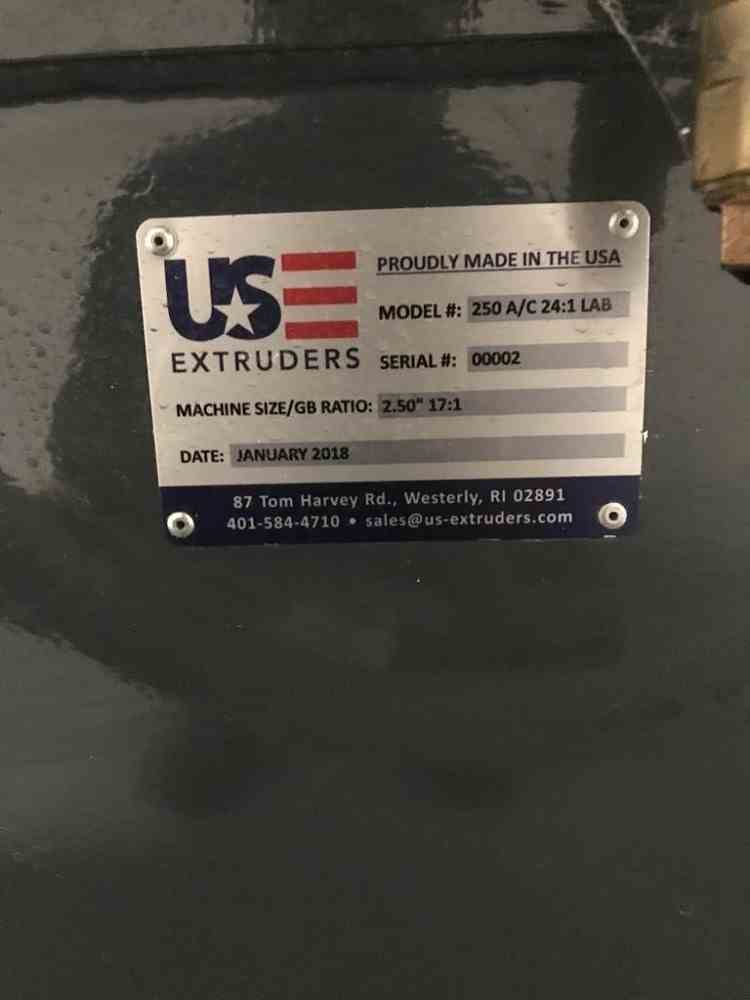 USE
EXTRUDERS
PROUDLY MADE IN THE USA
MODEL #: 250 A/C 24:1 LAB
SERIAL #: 00002
MACHINE SIZE/GB RATIO: 2.50" 17:1
DATE: JANUARY 2018
87 Tom Harvey Rd., Westerly, RI 02891
401-584-4710 • sales@us-extruders.com